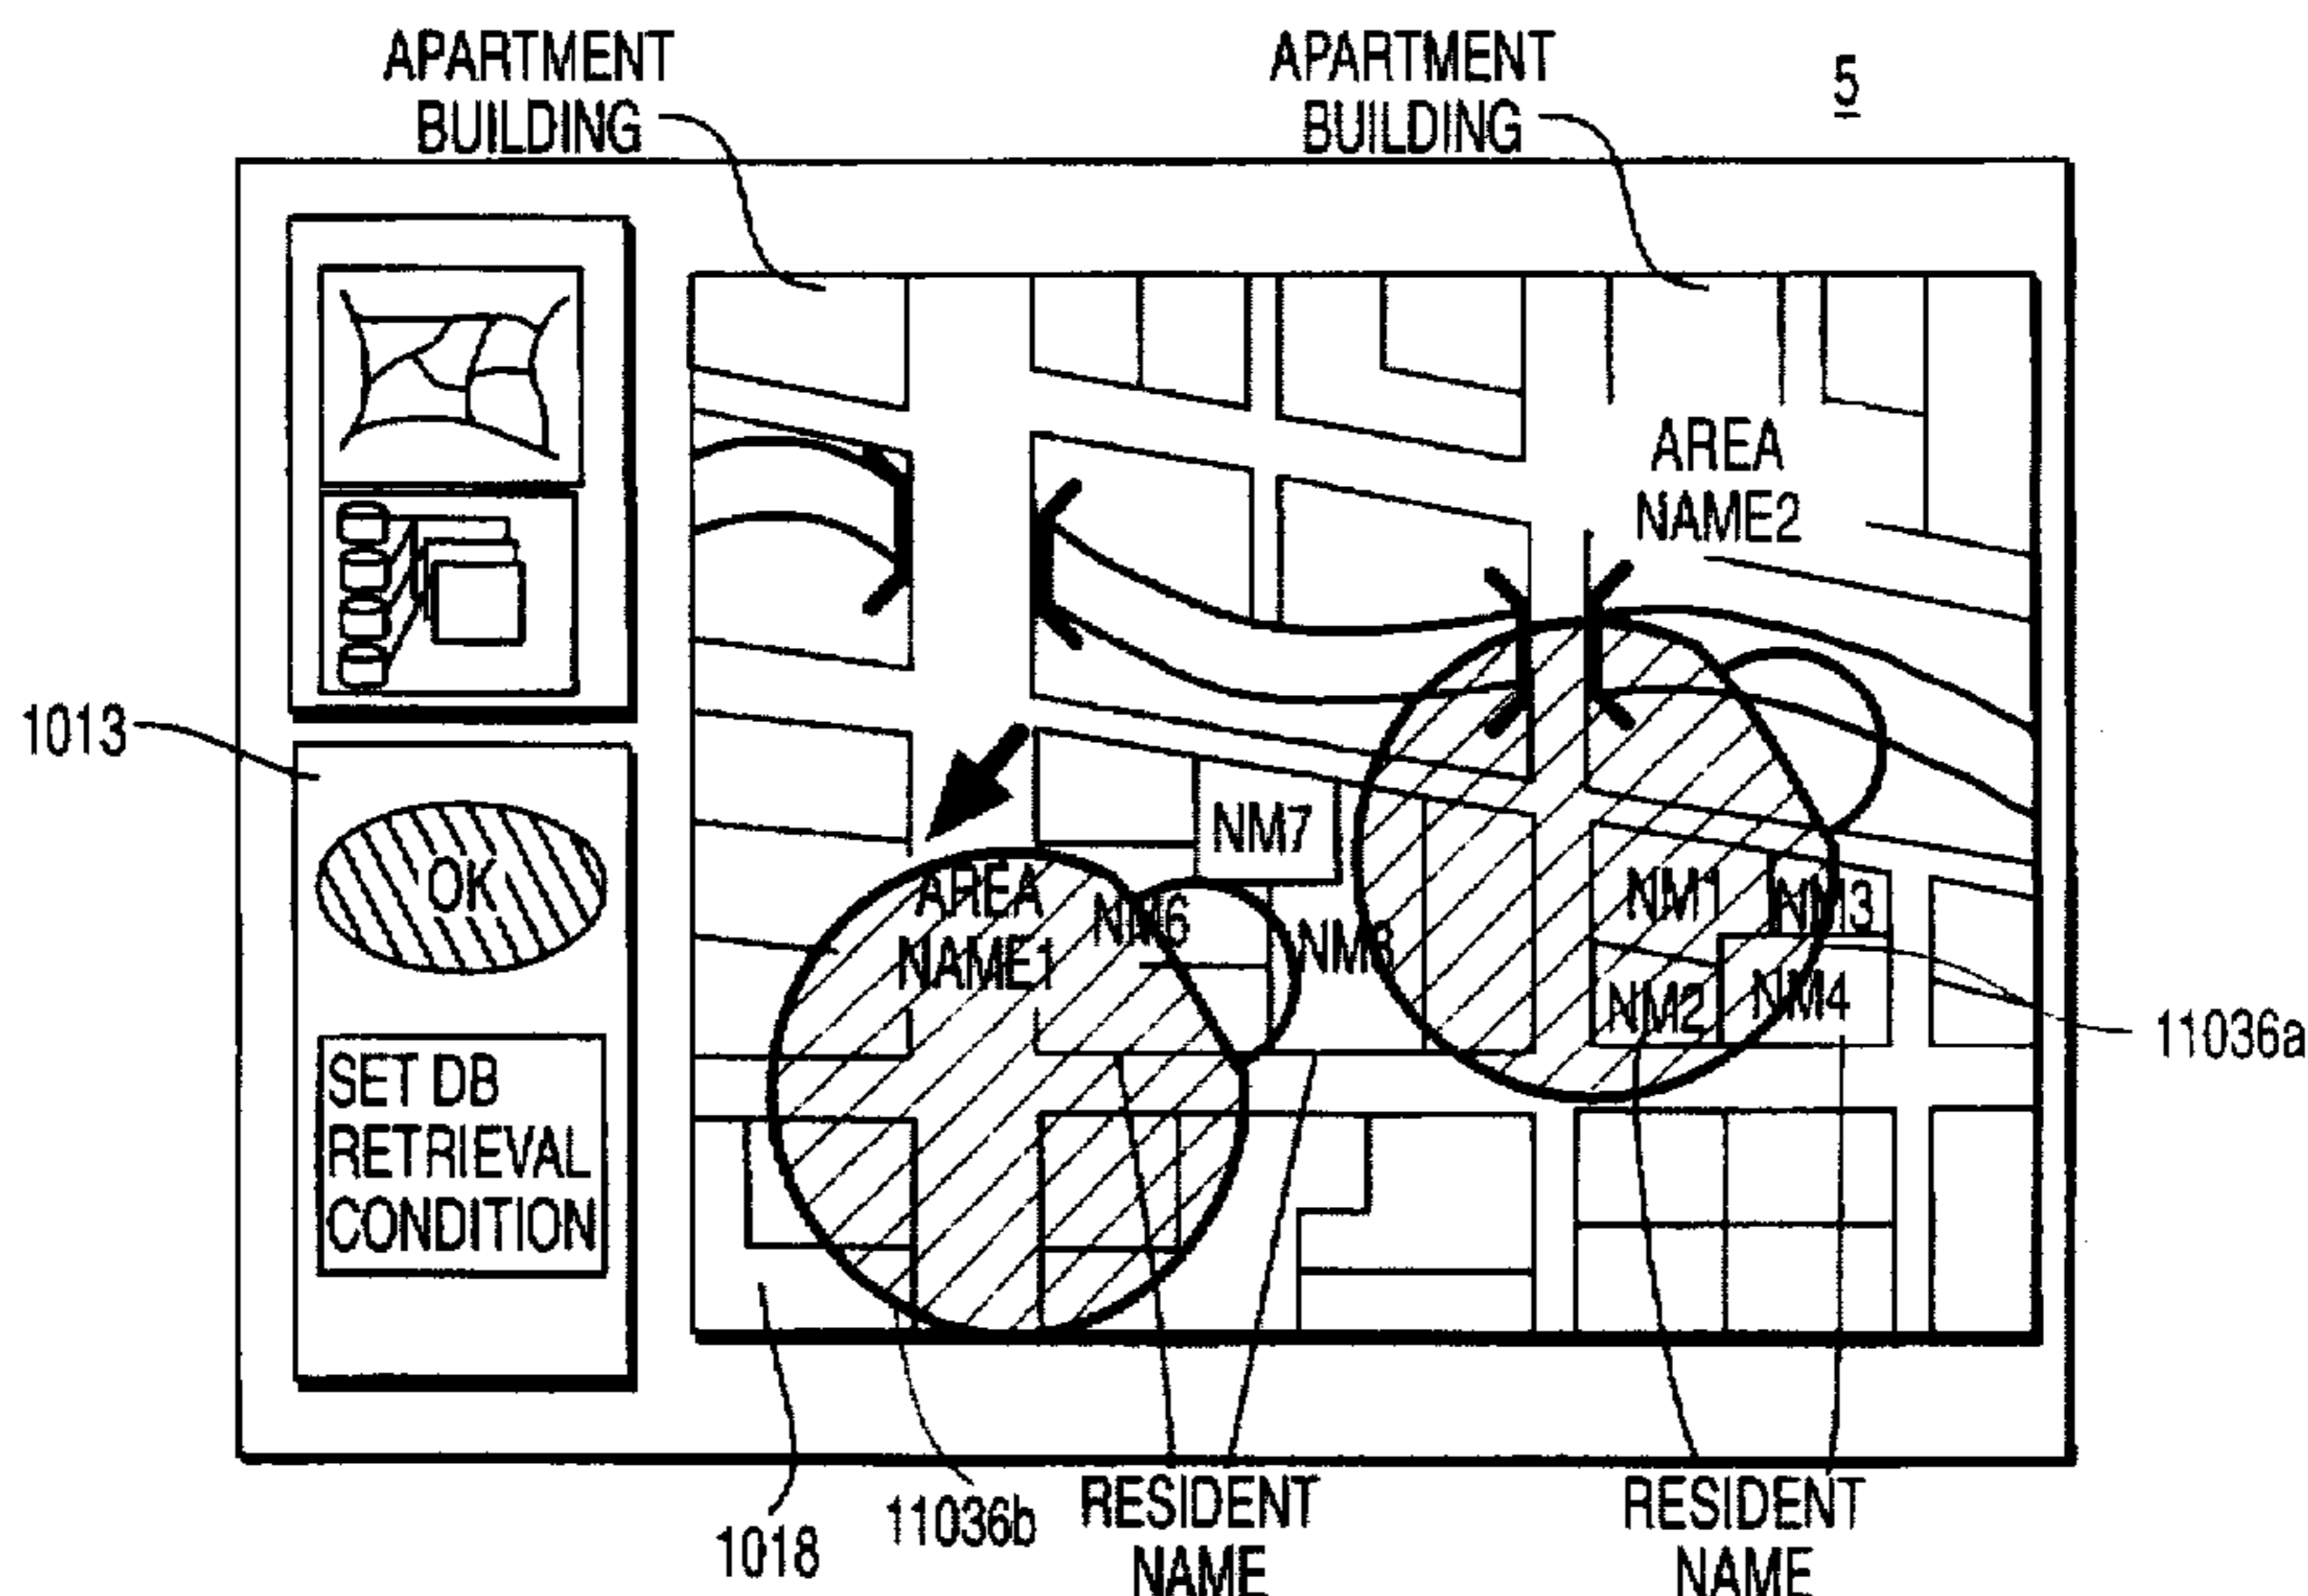 APARTMENT
BUILDING
APARTMENT
BUILDING
5
AREA
NAME2
1013
OK
NM7
AREA
NAME1
NM6
NM1
NM3
NM2
NM4
11036a
SET DB
RETRIEVAL
CONDITION
1018
11036b
RESIDENT
NAME
RESIDENT
NAME